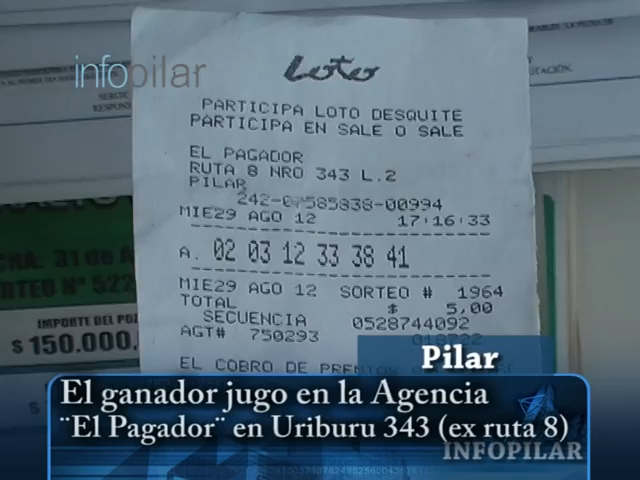 infopilar
Loto
PARTICIPA LOTO DESQUITE
PARTICIPA EN SALE O SALE
EL PAGADOR
RUTA 8 NRO 343 L.2
PILAR
242-07585838-00994
MIE29 AGO 12 17:16:33
A. 02 03 12 33 38 41
MIE29 AGO 12 SORTEO # 1964
TOTAL $ 5,00
SECUENCIA 0528744092
AGT# 750293
EL COBRO DE
IMPORTE DEL
$ 150.000.
Pilar
El ganador jugo en la Agencia
¨El Pagador¨ en Uriburu 343 (ex ruta 8)
INFOPILAR